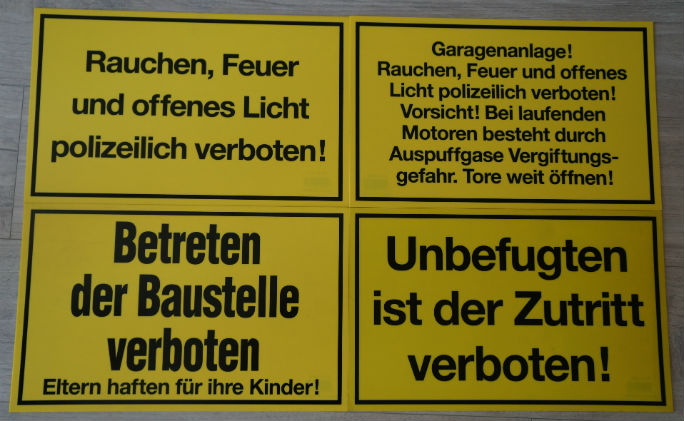 Rauchen, Feuer
und offenes Licht
polizeilich verboten!
Garagenanlage!
Rauchen, Feuer und offenes
Licht polizeilich verboten!
Vorsicht! Bei laufenden
Motoren besteht durch
Auspuffgase Vergiftungs-
gefahr. Tore weit öffnen!
Betreten
der Baustelle
verboten
Eltern haften für ihre Kinder!
Unbefugten
ist der Zutritt
verboten!